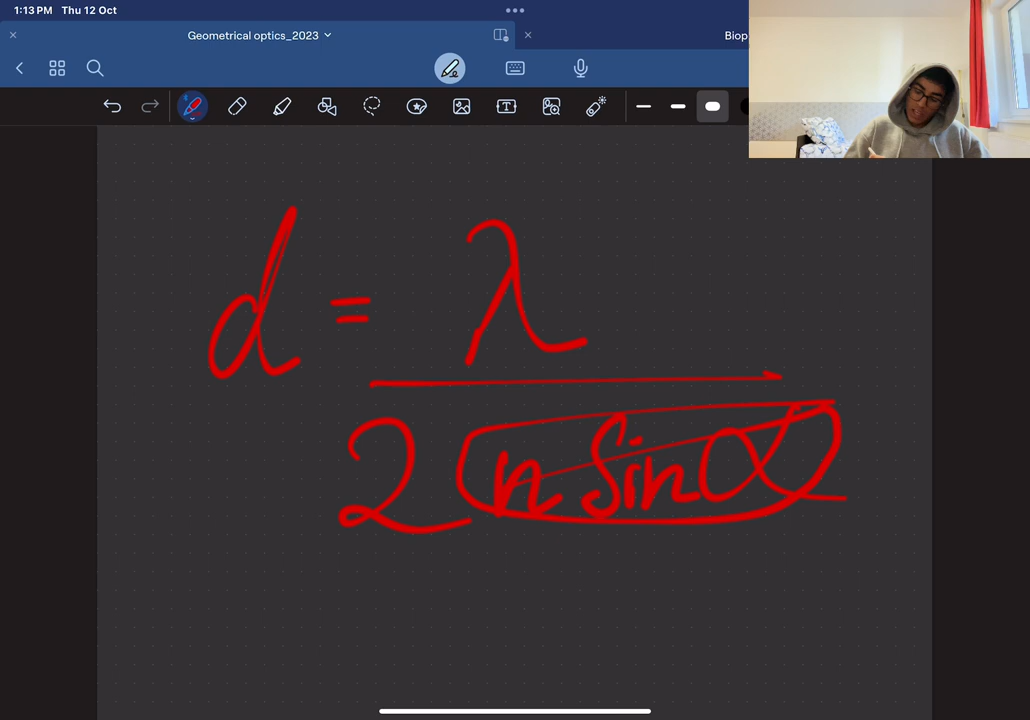 1:13 PM Thu 12 Oct
Geometrical optics_2023
Biop
d = λ
2 n sin α